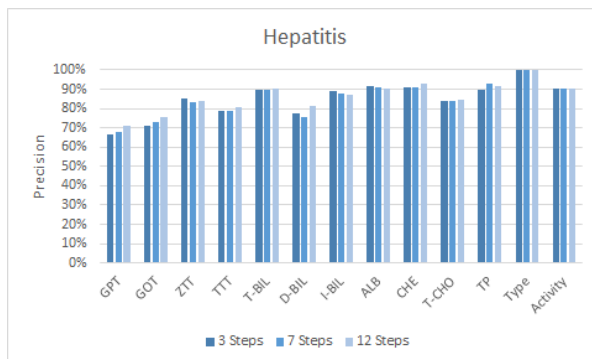 Hepatitis
Precision
100%
90%
80%
70%
60%
50%
40%
30%
20%
10%
0%
GPT
GOT
ZTT
TTT
T-BIL
D-BIL
I-BIL
ALB
CHE
T-CHO
TP
Type
Activity
3 Steps 7 Steps 12 Steps